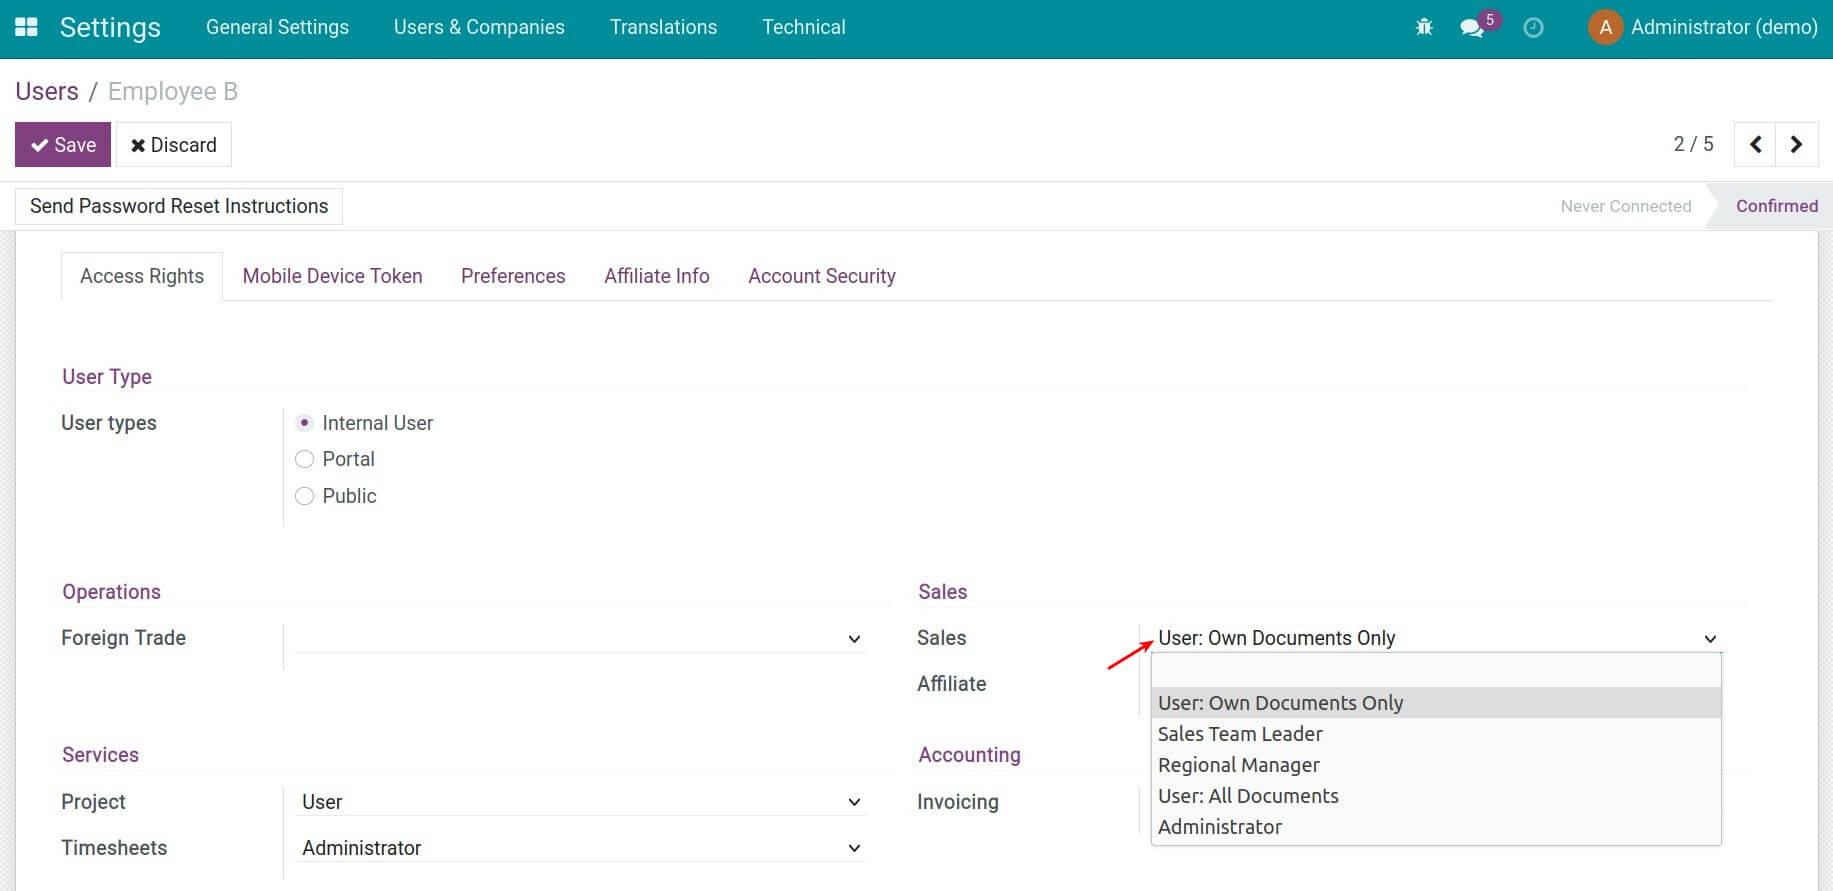 Settings General Settings Users & Companies Translations Technical 5 A Administrator (demo)
Users / Employee B
Save Discard 2 / 5
Send Password Reset Instructions Never Connected Confirmed
Access Rights Mobile Device Token Preferences Affiliate Info Account Security
User Type
User types Internal User
Portal
Public
Operations Sales
Foreign Trade Sales User: Own Documents Only
Affiliate
User: Own Documents Only
Sales Team Leader
Services Accounting
Regional Manager
Project User Invoicing User: All Documents
Administrator
Timesheets Administrator